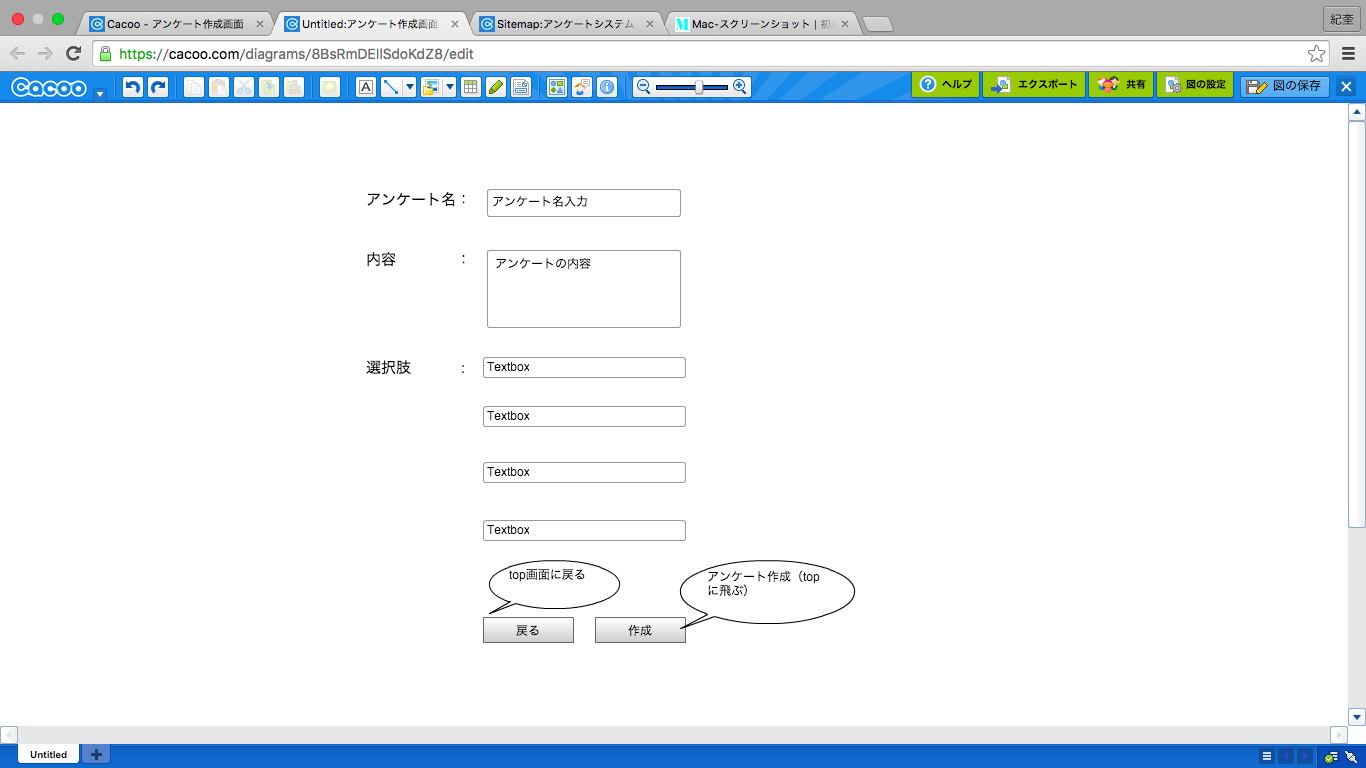 Cacoo - アンケート作成画面
Untitled:アンケート作成画面
Sitemap:アンケートシステム
Mac-スクリーンショット | 初
紀奎
https://cacoo.com/diagrams/8BsRmDEIlSdoKdZ8/edit
Cacoo
ヘルプ
エクスポート
共有
図の設定
図の保存
アンケート名：
アンケート名入力
内容 ：
アンケートの内容
選択肢 ：
Textbox
Textbox
Textbox
Textbox
top画面に戻る
アンケート作成（top
に飛ぶ）
戻る
作成
Untitled